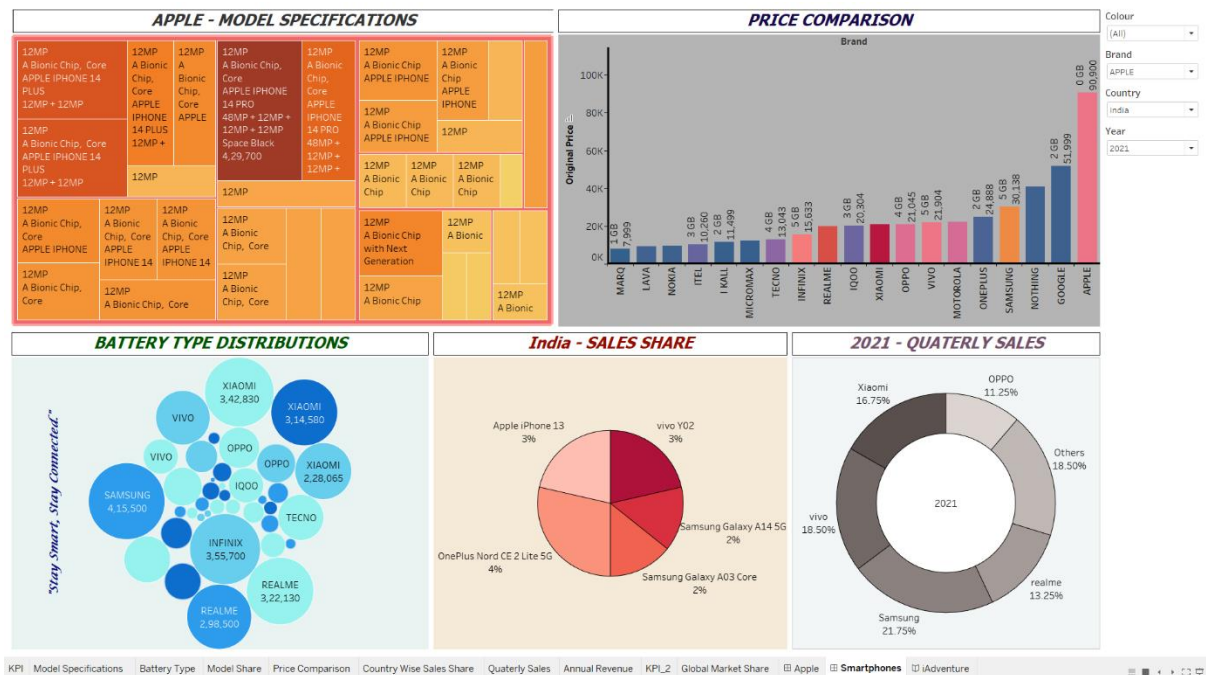 APPLE - MODEL SPECIFICATIONS
12MP
A Bionic Chip, Core
APPLE IPHONE 14
PLUS
12MP + 12MP
12MP
A Bionic Chip, Core
APPLE IPHONE 14
PLUS
12MP + 12MP
12MP
A Bionic
Chip,
Core
APPLE
IPHONE
14 PLUS
12MP +
12MP
A
Bionic
Chip,
Core
APPLE
12MP
12MP
A Bionic Chip,
Core
APPLE IPHONE
12MP
A Bionic
Chip, Core
APPLE
IPHONE 14
12MP
A Bionic
Chip, Core
APPLE
IPHONE 14
12MP
A Bionic Chip,
Core
12MP
A Bionic Chip, Core
12MP
A Bionic Chip,
Core
APPLE IPHONE
14 PRO
48MP + 12MP +
12MP + 12MP
Space Black
4,29,700
12MP
A Bionic
Chip,
Core
APPLE
IPHONE
14 PRO
48MP +
12MP +
12MP +
12MP
12MP
A Bionic
Chip, Core
12MP
A Bionic
Chip, Core
12MP
A Bionic Chip
APPLE IPHONE
12MP
A Bionic Chip
APPLE IPHONE
12MP
A Bionic
Chip
APPLE
IPHONE
12MP
12MP
A Bionic
Chip
12MP
A Bionic
Chip
12MP
A Bionic
Chip
12MP
A Bionic Chip
with Next
Generation
12MP
A Bionic Chip
12MP
A Bionic
12MP
A Bionic
PRICE COMPARISON
Brand
Original Price
100K
80K
60K
40K
20K
0K
1 GB
7,999
3 GB
10,260
2 GB
11,499
4 GB
13,043
5 GB
15,633
3 GB
20,304
4 GB
21,045
5 GB
21,904
2 GB
24,888
5 GB
30,138
2 GB
51,999
0 GB
90,900
MARQ
LAVA
NOKIA
ITEL
I KALL
MICROMAX
TECNO
INFINIX
REALME
IQOO
XIAOMI
OPPO
VIVO
MOTOROLA
ONEPLUS
SAMSUNG
NOTHING
GOOGLE
APPLE
Colour
(All)
Brand
APPLE
Country
india
Year
2021
BATTERY TYPE DISTRIBUTIONS
"Stay Smart, Stay Connected."
XIAOMI
3,42,830
XIAOMI
3,14,580
VIVO
VIVO
OPPO
OPPO
XIAOMI
2,28,065
SAMSUNG
4,15,500
IQOO
TECNO
INFINIX
3,55,700
REALME
3,22,130
REALME
2,98,500
India - SALES SHARE
Apple iPhone 13
3%
vivo Y02
3%
Samsung Galaxy A14 5G
2%
OnePlus Nord CE 2 Lite 5G
4%
Samsung Galaxy A03 Core
2%
2021 - QUATERLY SALES
Xiaomi
16.75%
OPPO
11.25%
Others
18.50%
2021
vivo
18.50%
realme
13.25%
Samsung
21.75%
KPI
Model Specifications
Battery Type
Model Share
Price Comparison
Country Wise Sales Share
Quaterly Sales
Annual Revenue
KPI_2
Global Market Share
Apple
Smartphones
iAdventure